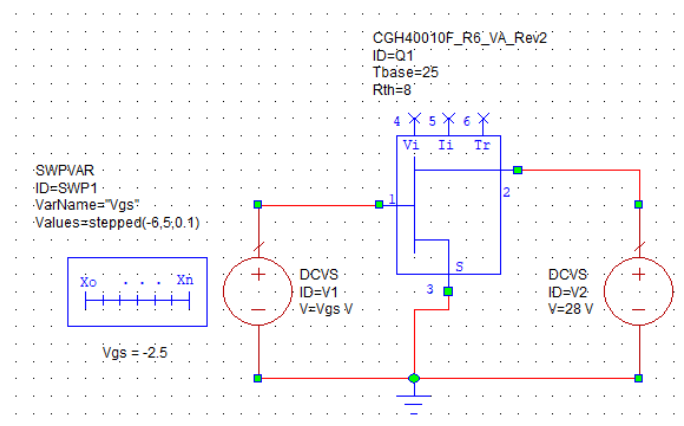 CGH40010F_R6_VA_Rev2
ID=Q1
Tbase=25
Rth=8
4 5 6
Vi Ii Tr
SWPVAR
ID=SWP1
VarName="Vgs"
Values=stepped(-6,5,0.1)
1
2
S
3
Xo . . . Xn
DCVS
ID=V1
V=Vgs V
DCVS
ID=V2
V=28 V
Vgs = -2.5